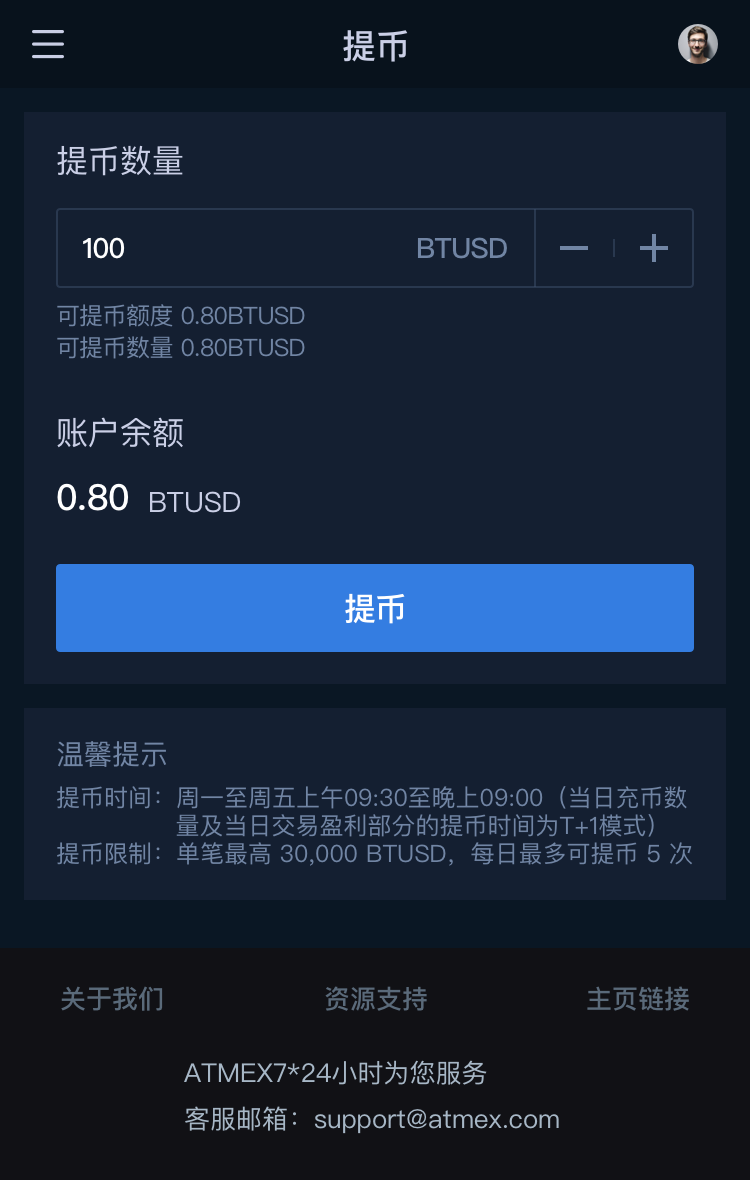 提币
提币数量
100 BTUSD
可提币额度 0.80BTUSD
可提币数量 0.80BTUSD
账户余额
0.80 BTUSD
提币
温馨提示
提币时间：周一至周五上午09:30至晚上09:00（当日充币数
量及当日交易盈利部分的提币时间为T+1模式）
提币限制：单笔最高 30,000 BTUSD，每日最多可提币 5 次
关于我们 资源支持 主页链接
ATMEX7*24小时为您服务
客服邮箱：support@atmex.com